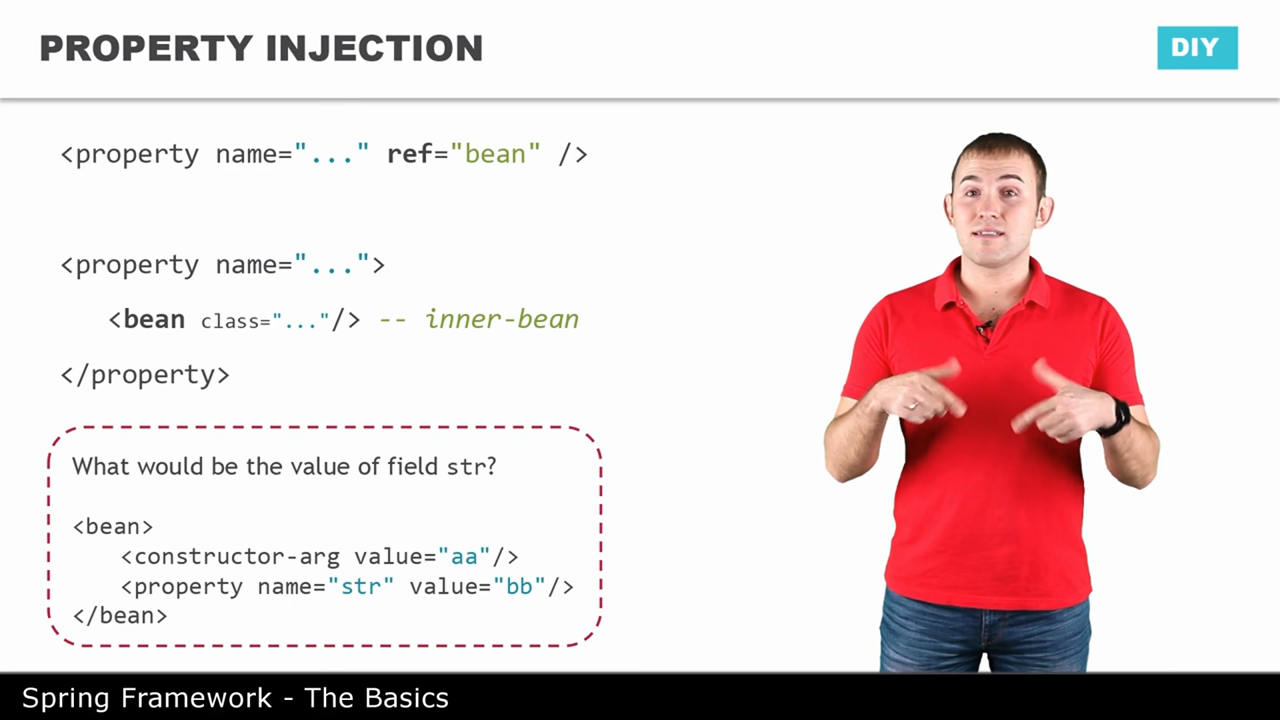 PROPERTY INJECTION
DIY
<property name="..." ref="bean" />
<property name="...">
<bean class="..."/> -- inner-bean
</property>
What would be the value of field str?
<bean>
<constructor-arg value="aa"/>
<property name="str" value="bb"/>
</bean>
Spring Framework - The Basics